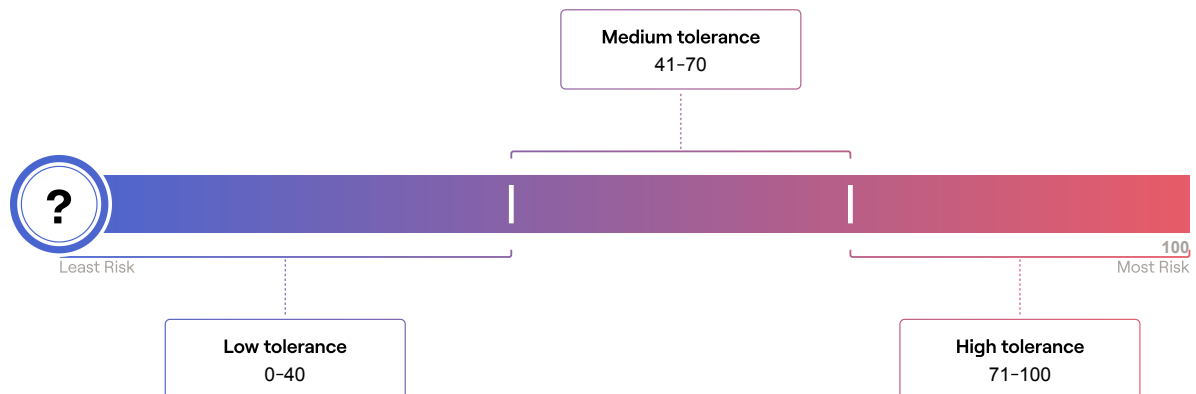 Medium tolerance
41–70
?
100
Least Risk
Most Risk
Low tolerance
0–40
High tolerance
71–100